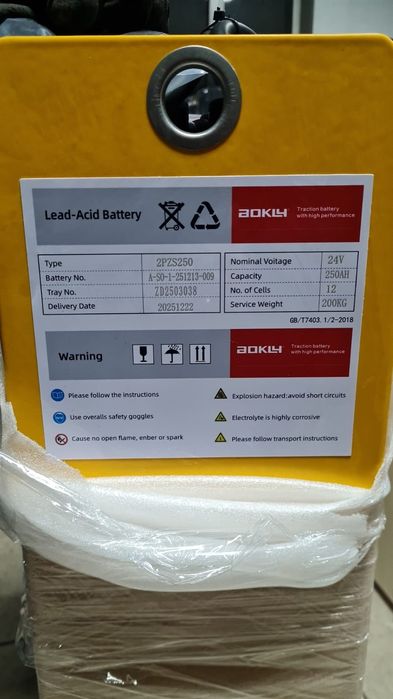 Lead-Acid Battery
AOKLY
Traction battery
with high performance
Type 2PZS250
Battery No. A-SO-1-251213-009
Tray No. ZD2503038
Delivery Date 20251222
Nominal Voitage 24V
Capacity 250AH
No. of Cells 12
Service Weight 200KG
GB/T7403. 1/2-2018
Warning
AOKLY
Traction battery
with high performance
Please follow the instructions
Use overalls safety goggles
Cause no open flame, enber or spark
Explosion hazard:avoid short circuits
Electrolyte is highly corrosive
Please follow transport instructions